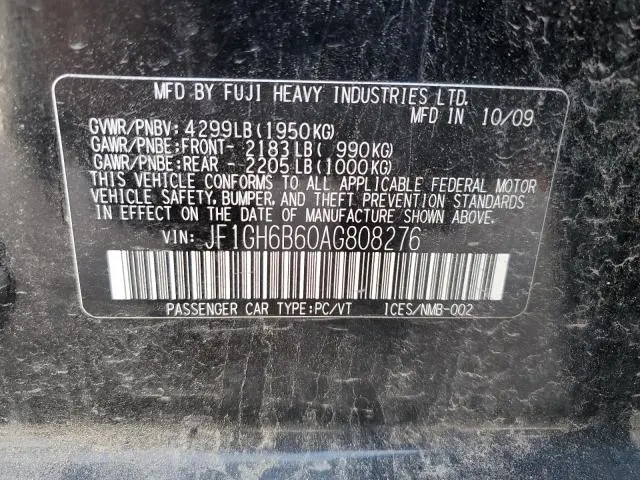 MFD BY FUJI HEAVY INDUSTRIES LTD.
MFD IN 10/09
GVWR/PNBV: 4299LB(1950KG)
GAWR/PNBE:FRONT- 2183LB( 990KG)
GAWR/PNBE:REAR - 2205LB(1000KG)
THIS VEHICLE CONFORMS TO ALL APPLICABLE FEDERAL MOTOR
VEHICLE SAFETY, BUMPER, AND THEFT PREVENTION STANDARDS
IN EFFECT ON THE DATE OF MANUFACTURE SHOWN ABOVE.
VIN: JF1GH6B60AG808276
PASSENGER CAR TYPE:PC/VT 1CES/NMB-002